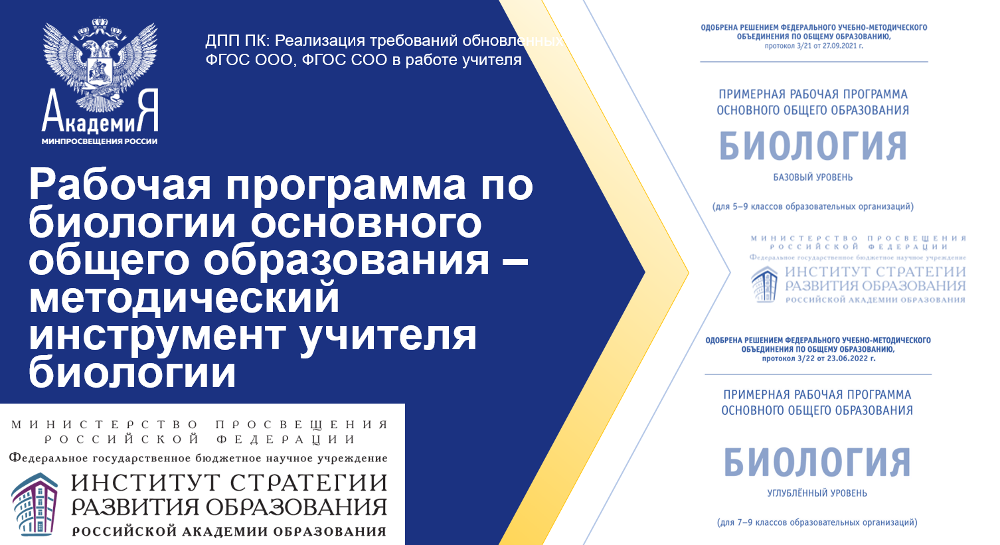 АкадемиЯ
МИНПРОСВЕЩЕНИЯ РОССИИ
ДПП ПК: Реализация требований обновленных
ФГОС ООО, ФГОС СОО в работе учителя
Рабочая программа по
биологии основного
общего образования –
методический
инструмент учителя
биологии
МИНИСТЕРСТВО ПРОСВЕЩЕНИЯ
РОССИЙСКОЙ ФЕДЕРАЦИИ
Федеральное государственное бюджетное научное учреждение
ИНСТИТУТ СТРАТЕГИИ
РАЗВИТИЯ ОБРАЗОВАНИЯ
РОССИЙСКОЙ АКАДЕМИИ ОБРАЗОВАНИЯ
ОДОБРЕНА РЕШЕНИЕМ ФЕДЕРАЛЬНОГО УЧЕБНО-МЕТОДИЧЕСКОГО
ОБЪЕДИНЕНИЯ ПО ОБЩЕМУ ОБРАЗОВАНИЮ,
протокол 3/21 от 27.09.2021 г.
ПРИМЕРНАЯ РАБОЧАЯ ПРОГРАММА
ОСНОВНОГО ОБЩЕГО ОБРАЗОВАНИЯ
БИОЛОГИЯ
БАЗОВЫЙ УРОВЕНЬ
(для 5–9 классов образовательных организаций)
МИНИСТЕРСТВО ПРОСВЕЩЕНИЯ
РОССИЙСКОЙ ФЕДЕРАЦИИ
Федеральное государственное бюджетное научное учреждение
ИНСТИТУТ СТРАТЕГИИ
РАЗВИТИЯ ОБРАЗОВАНИЯ
РОССИЙСКОЙ АКАДЕМИИ ОБРАЗОВАНИЯ
ОДОБРЕНА РЕШЕНИЕМ ФЕДЕРАЛЬНОГО УЧЕБНО-МЕТОДИЧЕСКОГО
ОБЪЕДИНЕНИЯ ПО ОБЩЕМУ ОБРАЗОВАНИЮ,
протокол 3/22 от 23.06.2022 г.
ПРИМЕРНАЯ РАБОЧАЯ ПРОГРАММА
ОСНОВНОГО ОБЩЕГО ОБРАЗОВАНИЯ
БИОЛОГИЯ
УГЛУБЛЁННЫЙ УРОВЕНЬ
(для 7–9 классов образовательных организаций)